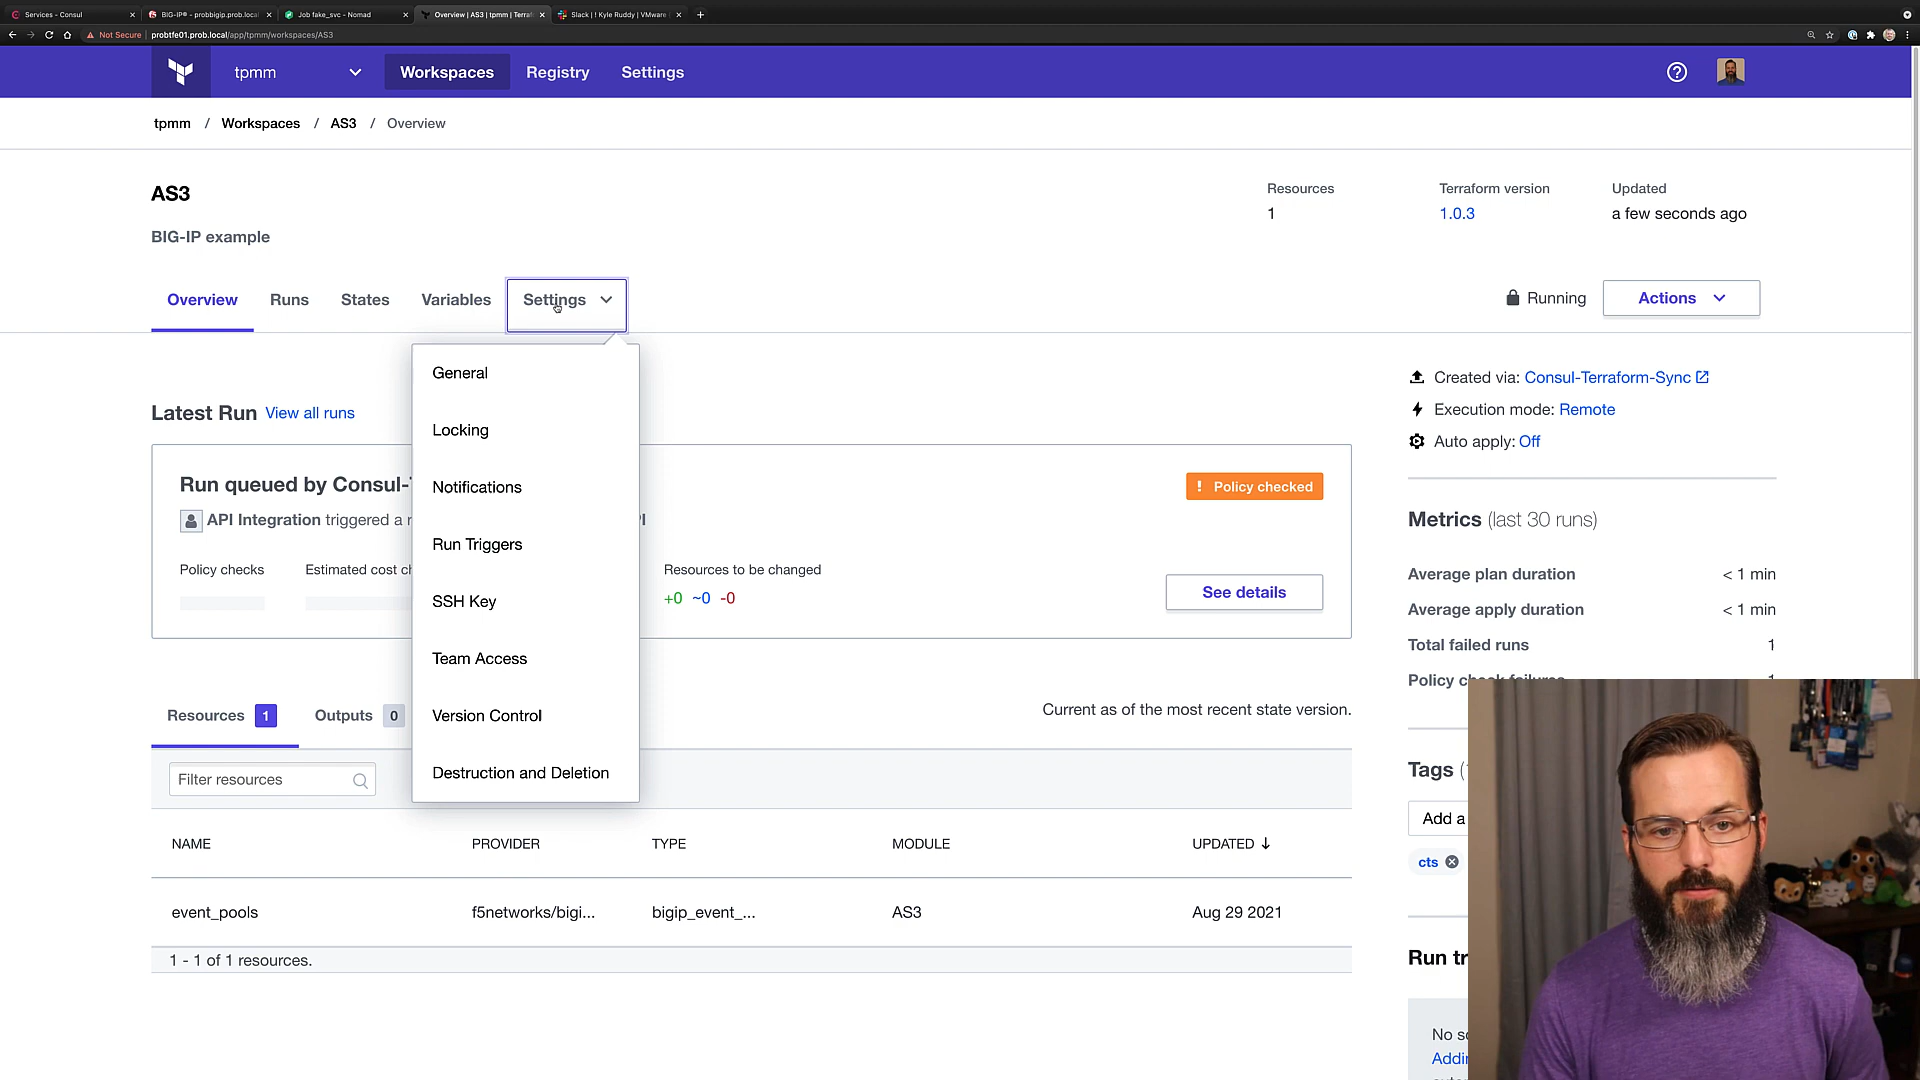 Services - Consul
BIG-IP® - probbigip.prob.local
Job fake_svc - Nomad
Overview | AS3 | tpmm | Terraf
Slack | ! Kyle Ruddy | VMware
Not Secure | probtfe01.prob.local/app/tpmm/workspaces/AS3
tpmm
Workspaces
Registry
Settings
tpmm / Workspaces / AS3 / Overview
AS3
BIG-IP example
Resources
1
Terraform version
1.0.3
Updated
a few seconds ago
Overview
Runs
States
Variables
Settings
Running
Actions
General
Locking
Notifications
Run Triggers
SSH Key
Team Access
Version Control
Destruction and Deletion
Latest Run View all runs
Run queued by Consul-
API Integration triggered a
Policy checked
Policy checks
Estimated cost ch
Resources to be changed
+0 ~0 -0
See details
Created via: Consul-Terraform-Sync
Execution mode: Remote
Auto apply: Off
Metrics (last 30 runs)
Average plan duration < 1 min
Average apply duration < 1 min
Total failed runs 1
Policy check failures 1
Resources 1
Outputs 0
Current as of the most recent state version.
Filter resources
NAME PROVIDER TYPE MODULE UPDATED
event_pools f5networks/bigi... bigip_event_... AS3 Aug 29 2021
1 - 1 of 1 resources.
Tags
Add a
cts
Run tr
No
Addi